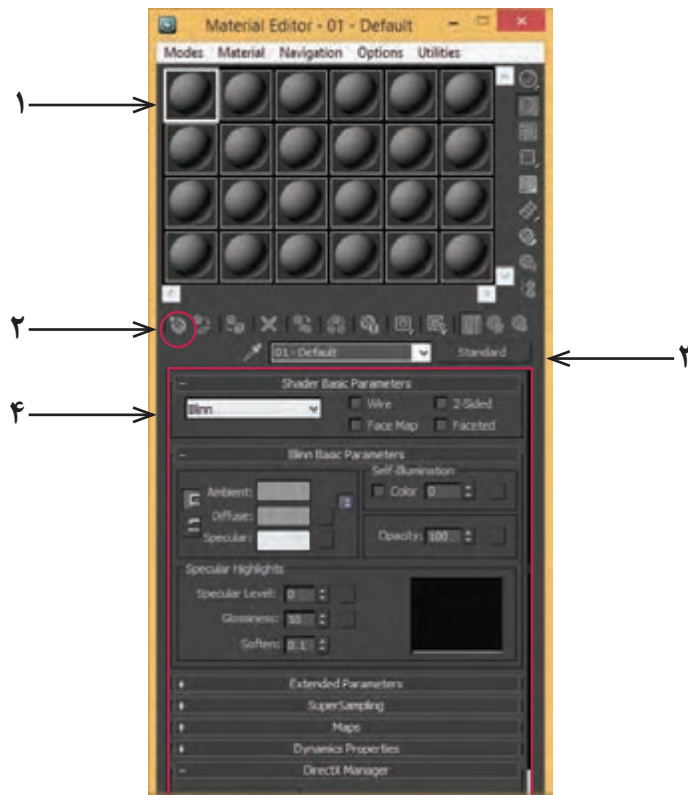 Material Editor - 01 - Default
Modes Material Navigation Options Utilities
۱
۲
01 - Default Standard
Shader Basic Parameters
۴
Blinn Wire 2-Sided
Face Map Faceted
Blinn Basic Parameters
Self-Illumination
Ambient: Color 0
Diffuse:
Specular: Opacity: 100
Specular Highlights
Specular Level: 0
Glossiness: 10
Soften: 0.1
Extended Parameters
SuperSampling
Maps
Dynamics Properties
DirectX Manager